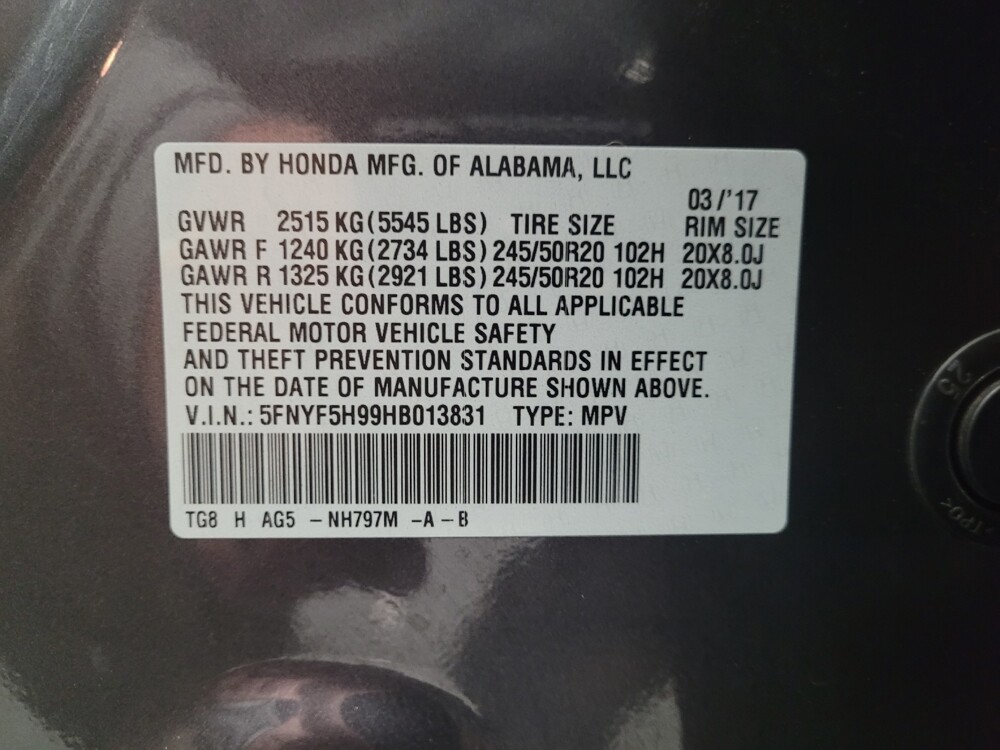 MFD. BY HONDA MFG. OF ALABAMA, LLC
03/'17
GVWR 2515 KG (5545 LBS) TIRE SIZE RIM SIZE
GAWR F 1240 KG (2734 LBS) 245/50R20 102H 20X8.0J
GAWR R 1325 KG (2921 LBS) 245/50R20 102H 20X8.0J
THIS VEHICLE CONFORMS TO ALL APPLICABLE
FEDERAL MOTOR VEHICLE SAFETY
AND THEFT PREVENTION STANDARDS IN EFFECT
ON THE DATE OF MANUFACTURE SHOWN ABOVE.
V.I.N.: 5FNYF5H99HB013831 TYPE: MPV
TG8 H AG5 -NH797M -A-B
25